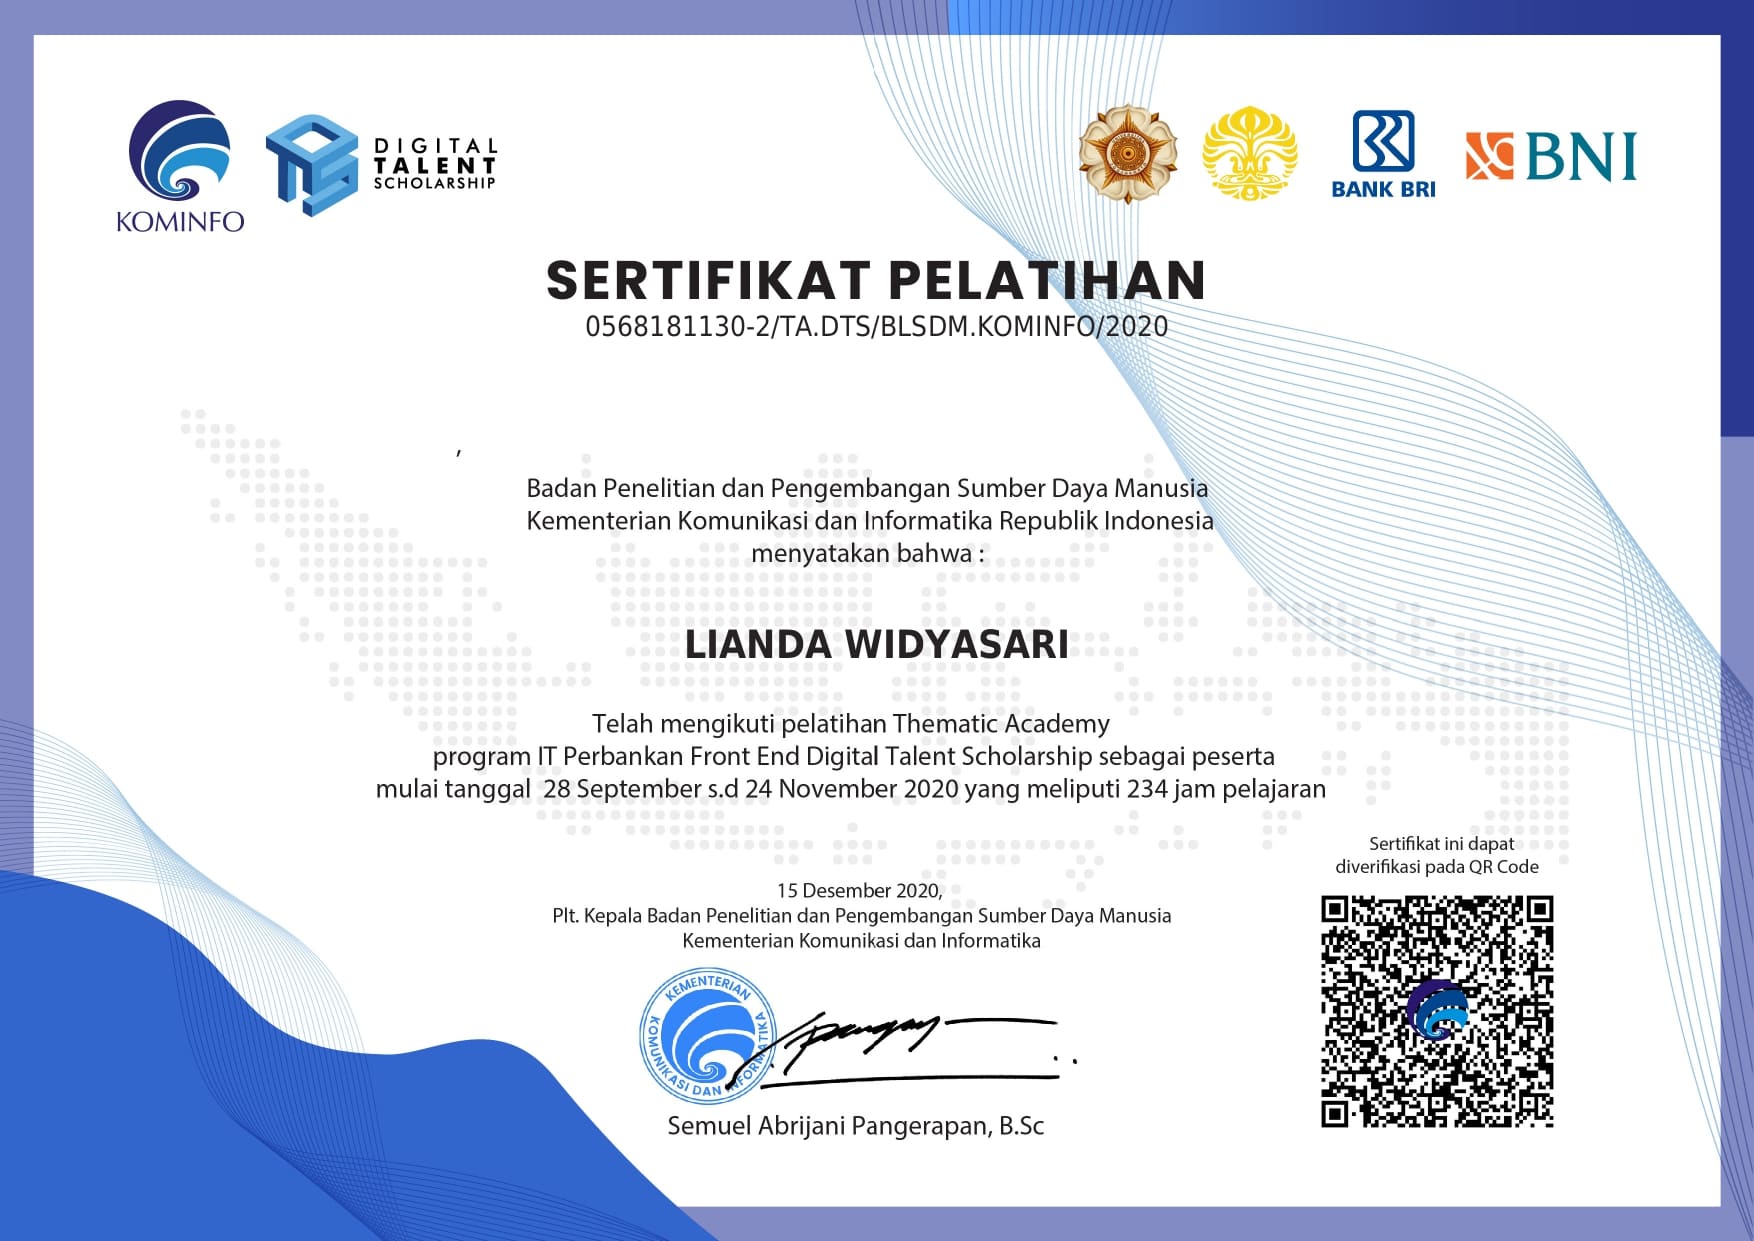 KOMINFO
DIGITAL
TALENT
SCHOLARSHIP
BANK BRI
BNI
SERTIFIKAT PELATIHAN
0568181130-2/TA.DTS/BLSDM.KOMINFO/2020
,
Badan Penelitian dan Pengembangan Sumber Daya Manusia
Kementerian Komunikasi dan Informatika Republik Indonesia
menyatakan bahwa :
LIANDA WIDYASARI
Telah mengikuti pelatihan Thematic Academy
program IT Perbankan Front End Digital Talent Scholarship sebagai peserta
mulai tanggal 28 September s.d 24 November 2020 yang meliputi 234 jam pelajaran
Sertifikat ini dapat
diverifikasi pada QR Code
15 Desember 2020,
Plt. Kepala Badan Penelitian dan Pengembangan Sumber Daya Manusia
Kementerian Komunikasi dan Informatika
KEMENTERIAN
KOMUNIKASI DAN INFORMATIKA
Semuel Abrijani Pangerapan, B.Sc